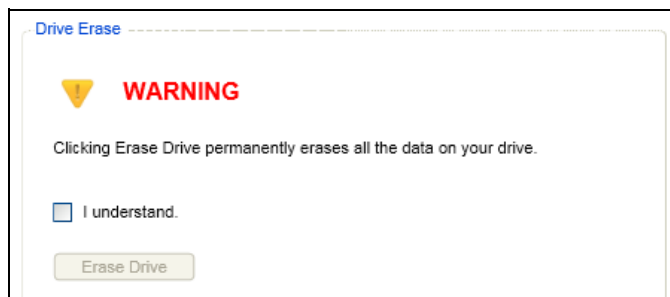 Drive Erase
WARNING
Clicking Erase Drive permanently erases all the data on your drive.
I understand.
Erase Drive